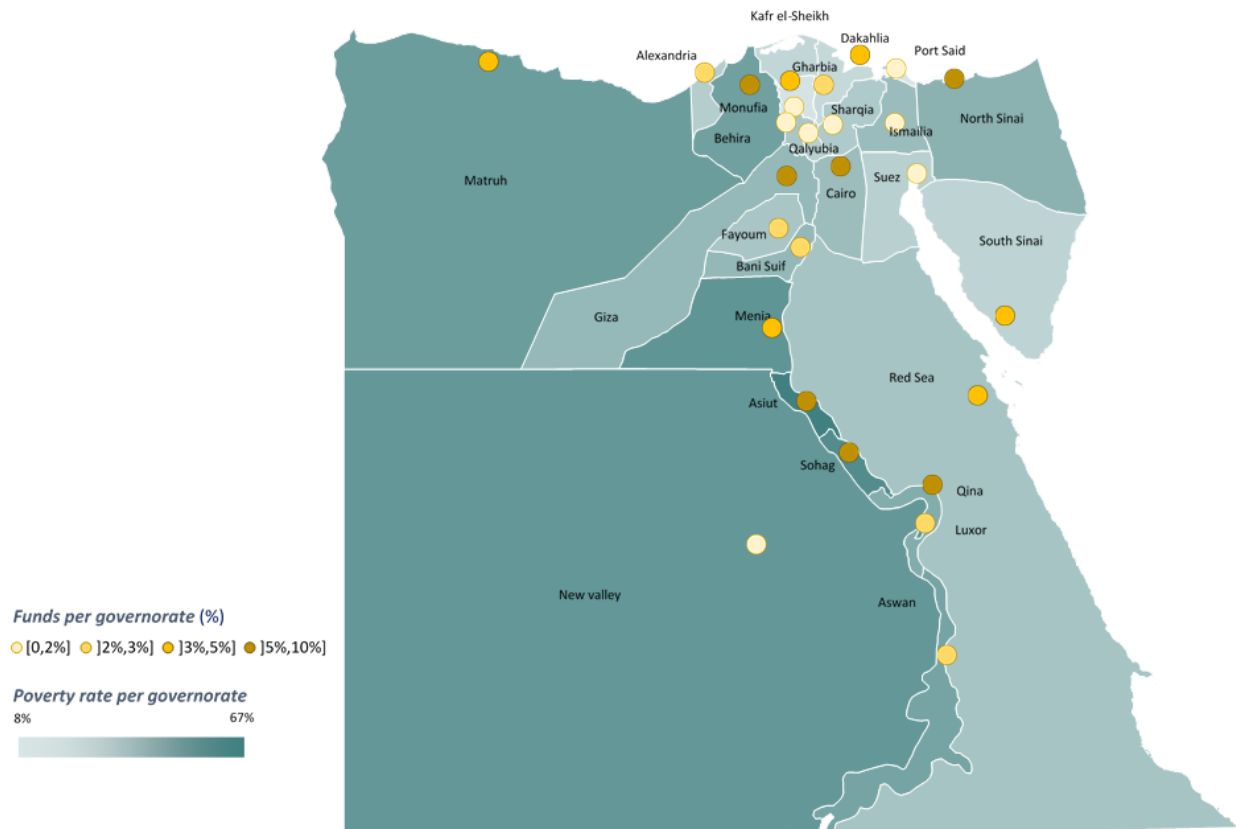 Kafr el-Sheikh
Dakahlia
Port Said
Alexandria
Gharbia
Monufia
Sharqia
North Sinai
Ismailia
Behira
Qalyubia
Matruh
Suez
Cairo
Fayoum
South Sinai
Bani Suif
Giza
Menia
Red Sea
Asiut
Sohag
Qina
Luxor
New valley
Aswan
Funds per governorate (%)
[0,2%] ]2%,3%] ]3%,5%] ]5%,10%]
Poverty rate per governorate
8% 67%